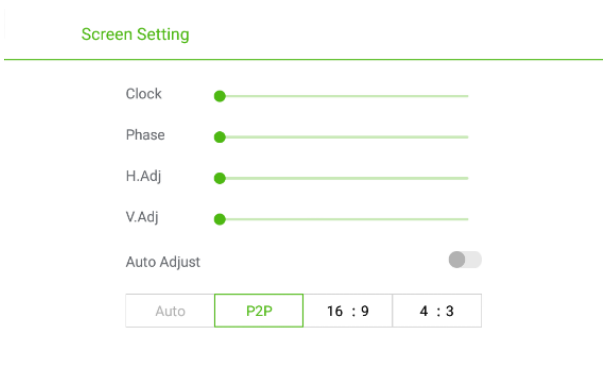 Screen Setting
Clock
Phase
H.Adj
V.Adj
Auto Adjust
Auto P2P 16 : 9 4 : 3